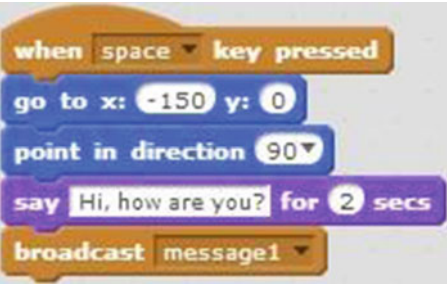 when space key pressed
go to x: -150 y: 0
point in direction 90
say Hi, how are you? for 2 secs
broadcast message1